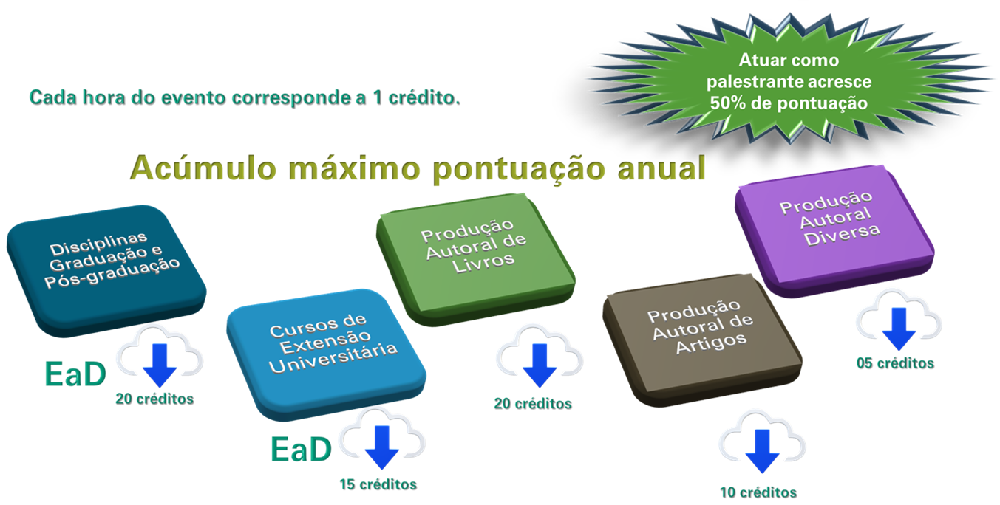 Atuar como
palestrante acresce
50% de pontuação
Cada hora do evento corresponde a 1 crédito.
Acúmulo máximo pontuação anual
Disciplinas
Graduação e
Pós-graduação
EaD
20 créditos
Cursos de
Extensão
Universitária
EaD
15 créditos
Produção
Autoral de
Livros
20 créditos
Produção
Autoral de
Artigos
10 créditos
Produção
Autoral
Diversa
05 créditos